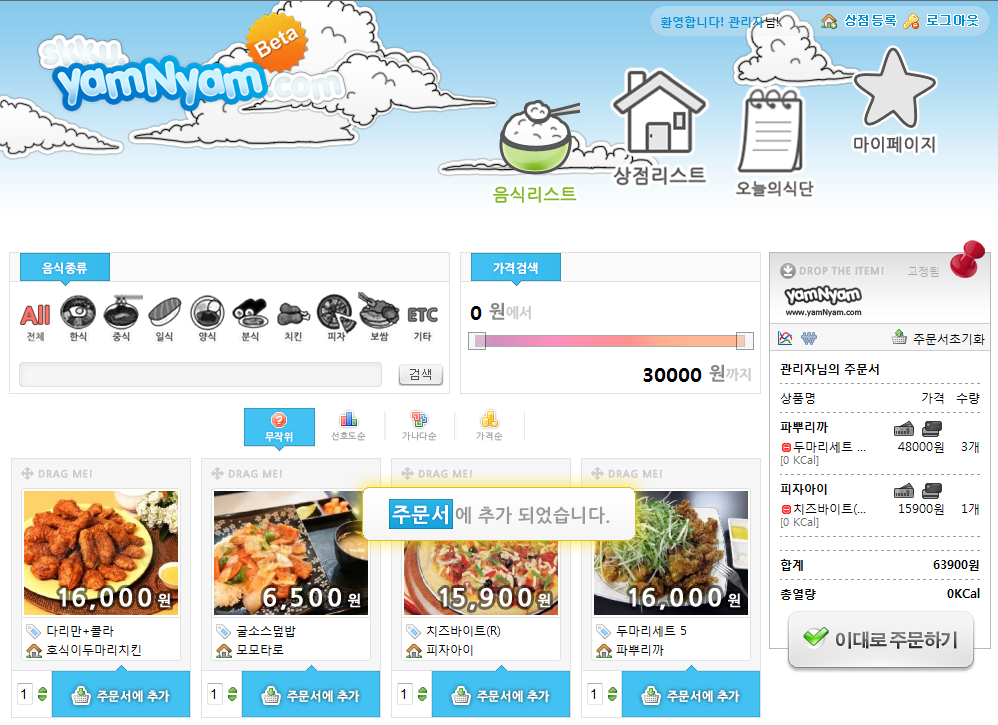 환영합니다! 관리자님!
상점등록
로그아웃
skku.
yamNyam.com
Beta
음식리스트
상점리스트
오늘의식단
마이페이지
음식종류
All
ETC
전체 한식 중식 일식 양식 분식 치킨 피자 보쌈 기타
검색
가격검색
0 원에서
30000 원까지
무작위
선호도순
가나다순
가격순
DRAG ME!
16,000원
다리만+콜라
호식이두마리치킨
1
주문서에 추가
DRAG ME!
6,500원
굴소스덮밥
모모타로
1
주문서에 추가
DRAG ME!
15,900원
치즈바이트(R)
피자아이
1
주문서에 추가
DRAG ME!
16,000원
두마리세트 5
파뿌리까
1
주문서에 추가
주문서에 추가 되었습니다.
DROP THE ITEM! 고정됨
yamNyam
www.yamNyam.com
주문서초기화
관리자님의 주문서
상품명 가격 수량
파뿌리까
두마리세트 ... 48000원 3개
[0 KCal]
피자아이
치즈바이트(... 15900원 1개
[0 KCal]
합계 63900원
총열량 0KCal
이대로 주문하기